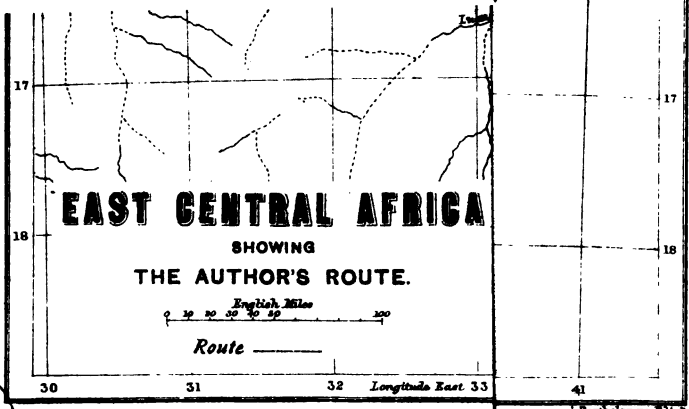 17
17
EAST CENTRAL AFRICA
18
18
SHOWING
THE AUTHOR'S ROUTE.
English Miles
0 10 20 30 40 50 100
Route
30 31 32 Longitude East 33 41